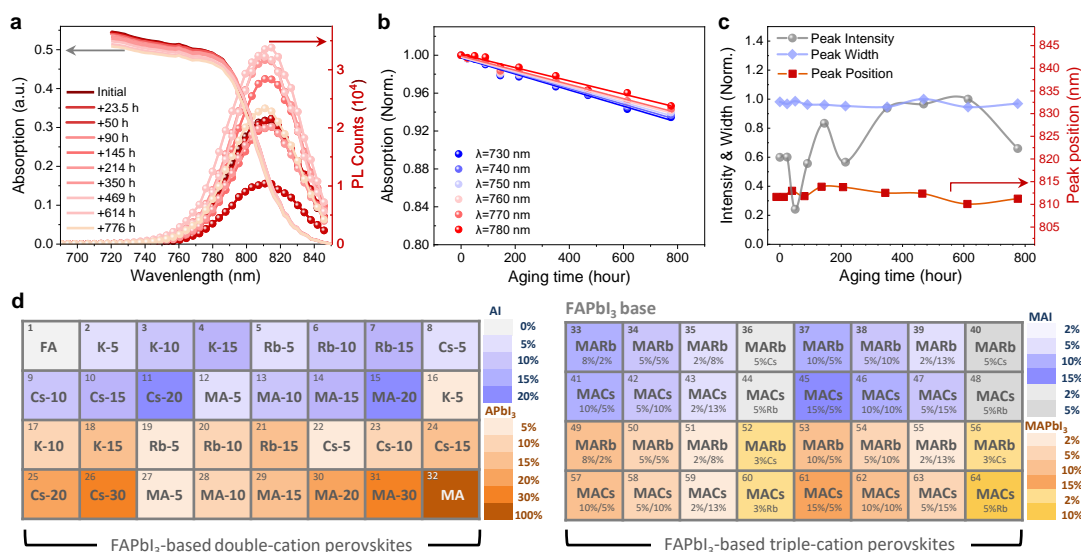 a
Absorption (a.u.)
0.5
0.4
0.3
0.2
0.1
0.0
Initial
+23.5 h
+50 h
+90 h
+145 h
+214 h
+350 h
+469 h
+614 h
+776 h
700 720 740 760 780 800 820 840
Wavelength (nm)
3
2
1
0
PL Counts (10⁴)
b
Absorption (Norm.)
1.00
0.96
0.92
0.88
0.84
0.80
λ=730 nm
λ=740 nm
λ=750 nm
λ=760 nm
λ=770 nm
λ=780 nm
0 200 400 600 800
Aging time (hour)
c
Intensity & Width (Norm.)
1.4
1.2
1.0
0.8
0.6
0.4
0.2
0.0
Peak Intensity
Peak Width
Peak Position
0 200 400 600 800
Aging time (hour)
845
840
835
830
825
820
815
810
805
Peak position (nm)
d
1 2 3 4 5 6 7 8
FA K-5 K-10 K-15 Rb-5 Rb-10 Rb-15 Cs-5
9 10 11 12 13 14 15 16
Cs-10 Cs-15 Cs-20 MA-5 MA-10 MA-15 MA-20 K-5
17 18 19 20 21 22 23 24
K-10 K-15 Rb-5 Rb-10 Rb-15 Cs-5 Cs-10 Cs-15
25 26 27 28 29 30 31 32
Cs-20 Cs-30 MA-5 MA-10 MA-15 MA-20 MA-30 MA
AI
0%
5%
10%
15%
20%
APbI₃
5%
10%
15%
20%
30%
100%
FAPbI₃-based double-cation perovskites
FAPbI₃ base
33 34 35 36 37 38 39 40
MARb MARb MARb MARb MARb MARb MARb MARb
8%/2% 5%/5% 2%/8% 5%Cs 10%/5% 5%/10% 2%/13% 5%Cs
41 42 43 44 45 46 47 48
MACs MACs MACs MACs MACs MACs MACs MACs
10%/5% 5%/10% 2%/13% 5%Rb 15%/5% 10%/10% 5%/15% 5%Rb
49 50 51 52 53 54 55 56
MARb MARb MARb MARb MARb MARb MARb MARb
8%/2% 5%/5% 2%/8% 3%Cs 10%/5% 5%/10% 2%/13% 3%Cs
57 58 59 60 61 62 63 64
MACs MACs MACs MACs MACs MACs MACs MACs
10%/5% 5%/10% 2%/13% 3%Rb 15%/5% 10%/10% 5%/15% 5%Rb
MAI
2%
5%
10%
15%
2%
5%
MAPbI₃
2%
5%
10%
15%
2%
10%
FAPbI₃-based triple-cation perovskites